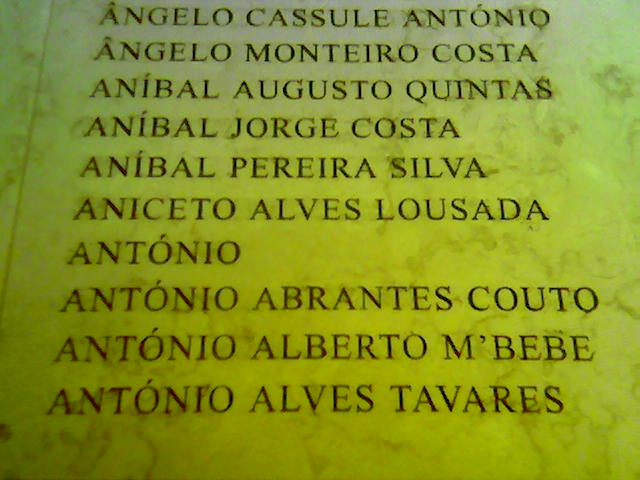 ÂNGELO CASSULE ANTÓNIO
ÂNGELO MONTEIRO COSTA
ANÍBAL AUGUSTO QUINTAS
ANÍBAL JORGE COSTA
ANÍBAL PEREIRA SILVA
ANICETO ALVES LOUSADA
ANTÓNIO
ANTÓNIO ABRANTES COUTO
ANTÓNIO ALBERTO M'BEBE
ANTÓNIO ALVES TAVARES